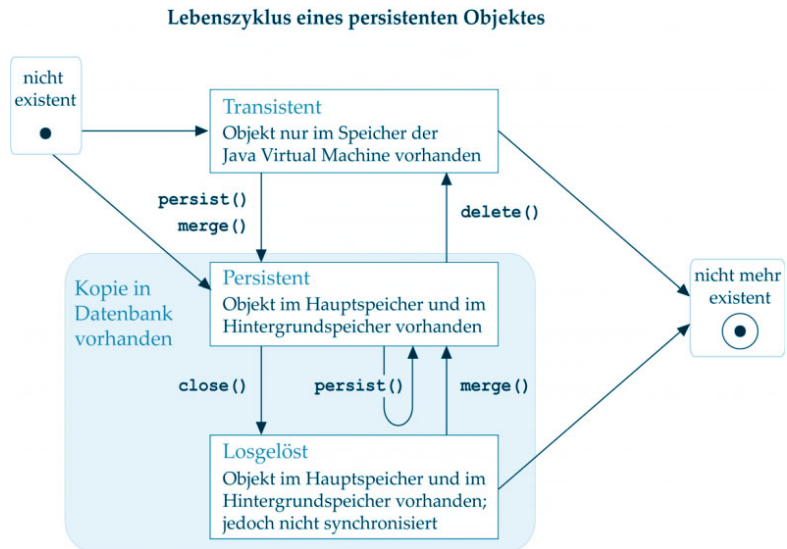 Lebenszyklus eines persistenten Objektes
nicht
existent
Transistent
Objekt nur im Speicher der
Java Virtual Machine vorhanden
persist()
merge()
delete()
Kopie in
Datenbank
vorhanden
Persistent
Objekt im Hauptspeicher und im
Hintergrundspeicher vorhanden
nicht mehr
existent
close()
persist()
merge()
Losgelöst
Objekt im Hauptspeicher und im
Hintergrundspeicher vorhanden;
jedoch nicht synchronisiert